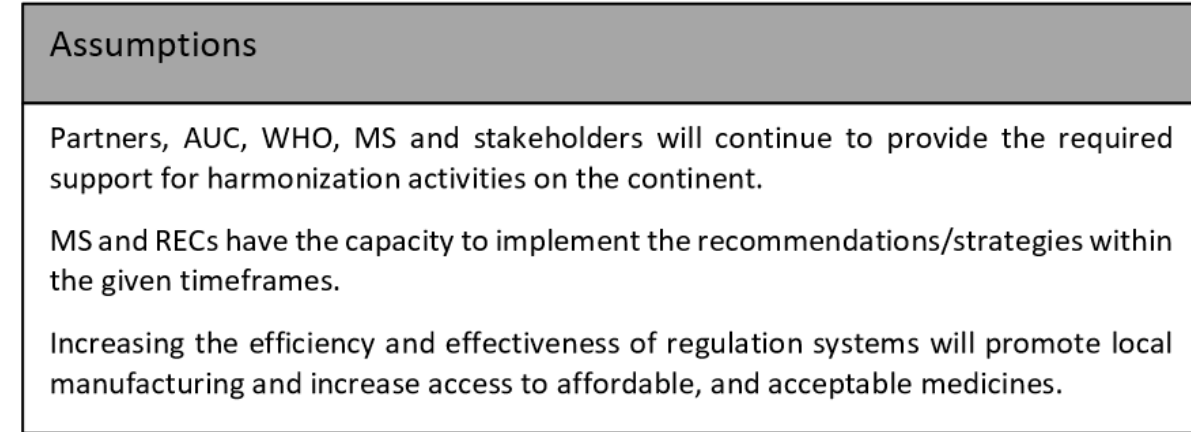 Assumptions
Partners, AUC, WHO, MS and stakeholders will continue to provide the required
support for harmonization activities on the continent.
MS and RECs have the capacity to implement the recommendations/strategies within
the given timeframes.
Increasing the efficiency and effectiveness of regulation systems will promote local
manufacturing and increase access to affordable, and acceptable medicines.